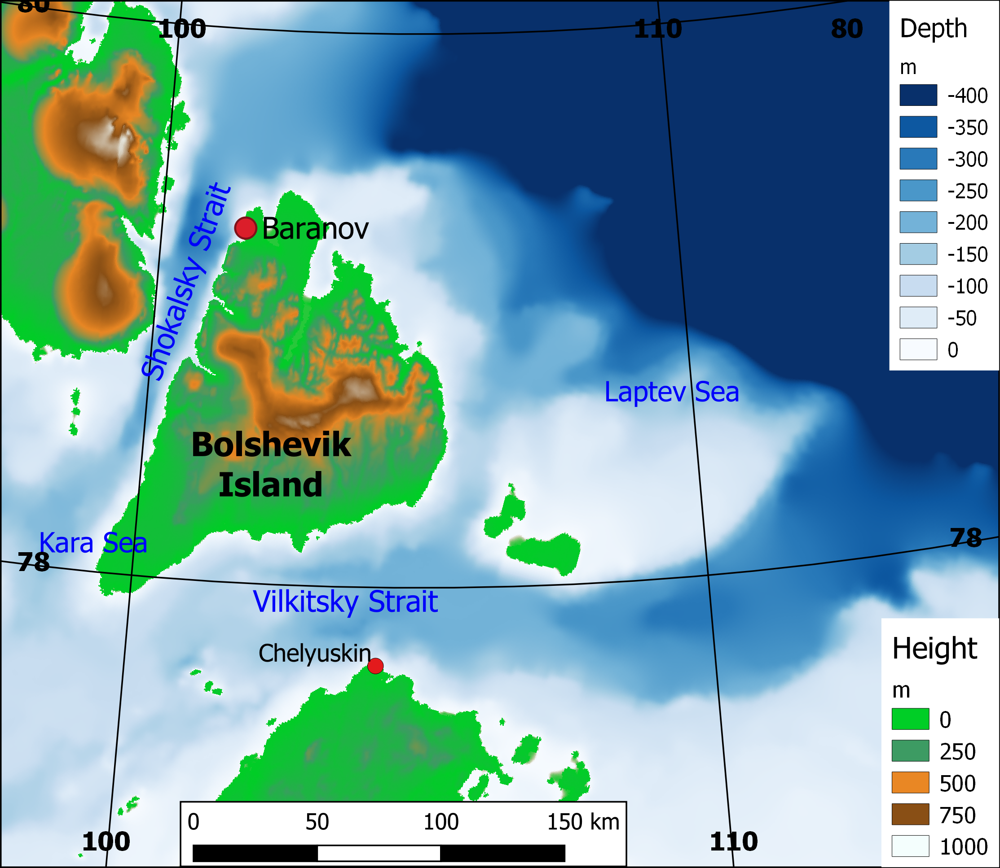 80
100
110
80
Depth
m
-400
-350
-300
-250
-200
-150
-100
-50
0
Shokalsky Strait
Baranov
Laptev Sea
Bolshevik
Island
Kara Sea
78
78
Vilkitsky Strait
Chelyuskin
Height
m
0
250
500
750
1000
0 50 100 150 km
100
110